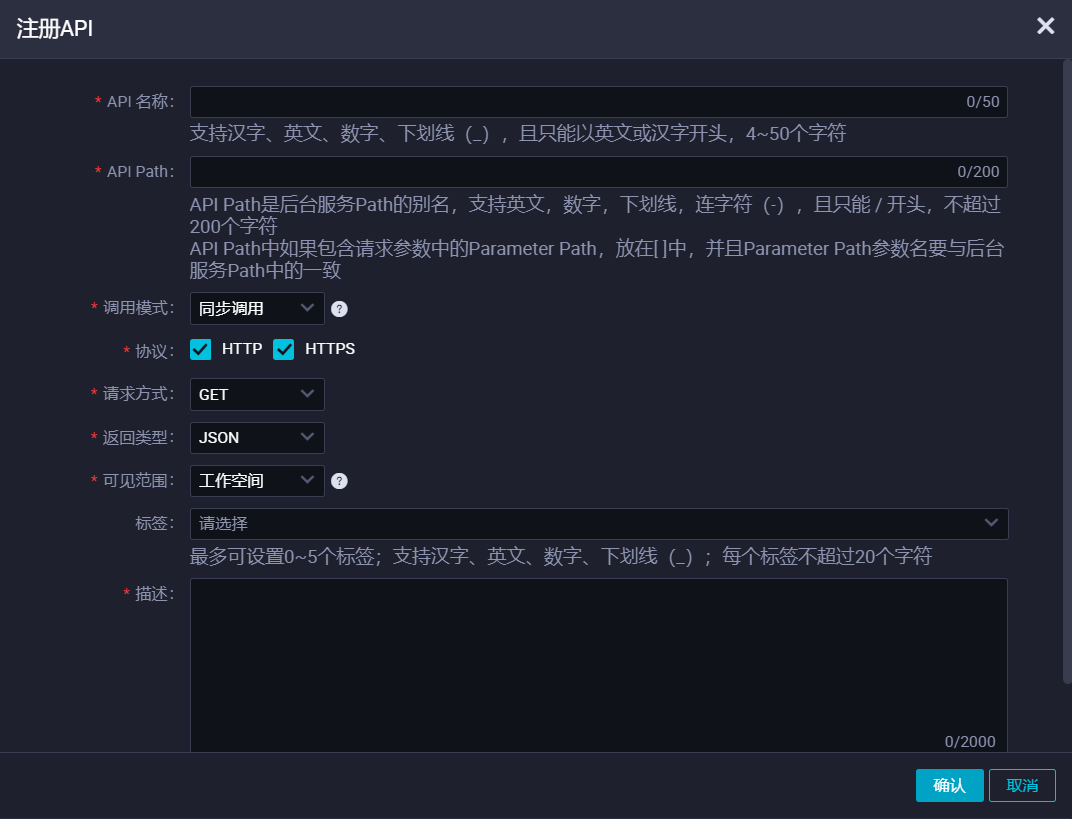 注册API
* API 名称：
0/50
支持汉字、英文、数字、下划线（_），且只能以英文或汉字开头，4~50个字符
* API Path：
0/200
API Path是后台服务Path的别名，支持英文，数字，下划线，连字符（-），且只能 / 开头，不超过
200个字符
API Path中如果包含请求参数中的Parameter Path，放在[ ]中，并且Parameter Path参数名要与后台
服务Path中的一致
* 调用模式： 同步调用 ?
* 协议： HTTP HTTPS
* 请求方式： GET
* 返回类型： JSON
* 可见范围： 工作空间 ?
标签： 请选择
最多可设置0~5个标签；支持汉字、英文、数字、下划线（_）；每个标签不超过20个字符
* 描述：
0/2000
确认 取消